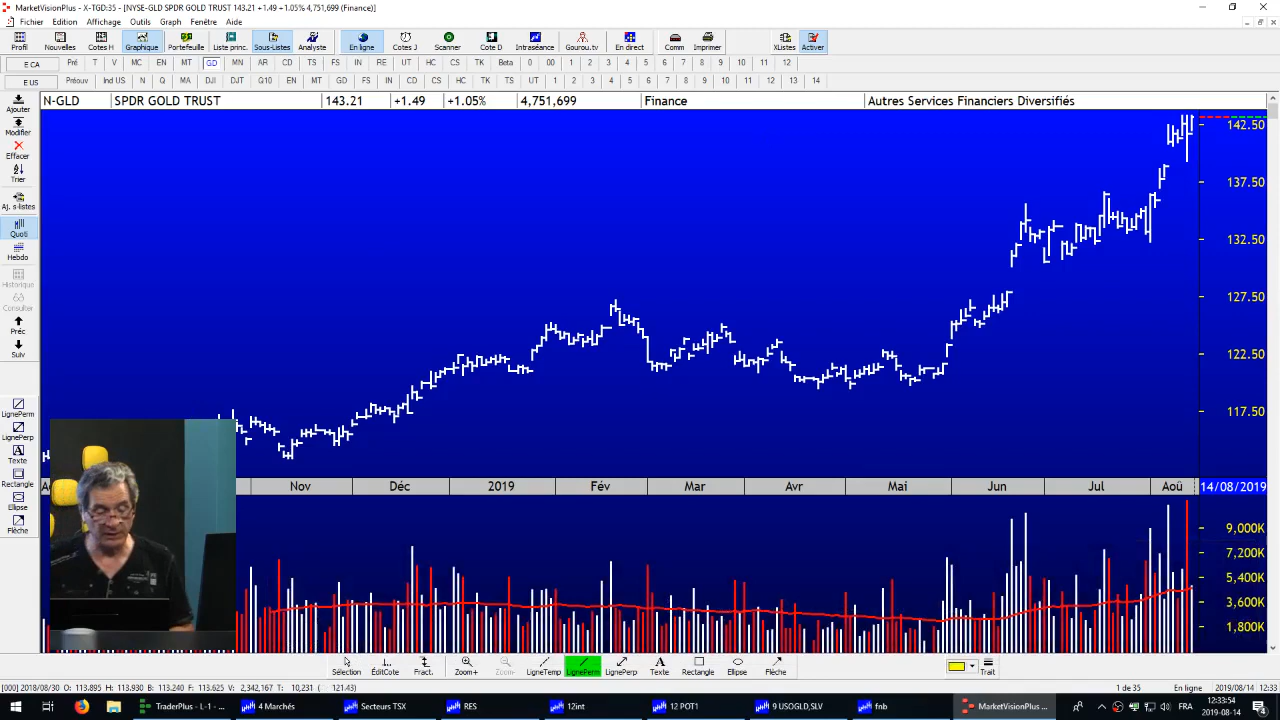 MarketVisionPlus - X-TGD:35 - [NYSE-GLD SPDR GOLD TRUST 143.21 +1.49 +1.05% 4,751,699 (Finance)]
Fichier Edition Affichage Outils Graph Fenêtre Aide
Profil Nouvelles Cotes H Graphique Portefeuille Liste princ. Sous-Listes Analyste En ligne Cotes J Scanner Cote D Intraséance Gourou.tv En direct Comm Imprimer XListes Activer
E CA Pré T V MC EN MT GD MN AR CD TS FS IN RE UT HC CS TK Beta 0 00 1 2 3 4 5 6 7 8 9 10 11 12
E US Préouv Ind US N Q MA DJI DJT Q10 EN MT GD FS IN CD CS HC TK TS UT 1 2 3 4 5 6 7 8 9 10 11 12 13 14
N-GLD SPDR GOLD TRUST 143.21 +1.49 +1.05% 4,751,699 Finance Autres Services Financiers Diversifiés
Ajouter
Modifier
Effacer
Trier
Aj. s-listes
Quoti
Hebdo
Historique
Consulter
Préc
Suiv
LignePerm
LignePerp
Texte
Rectangle
Ellipse
Flèche
142.50
137.50
132.50
127.50
122.50
117.50
Nov Déc 2019 Fév Mar Avr Mai Jun Jul Aoû 14/08/2019
9,000K
7,200K
5,400K
3,600K
1,800K
Sélection EditCote Fract. Zoom+ Zoom- LigneTemp LignePerm LignePerp Texte Rectangle Ellipse Flèche Trait
[000] 2018/08/30 O: 113.895 H: 113.930 B: 113.240 F: 113.625 V: 2,342,167 T: 10,231 ( 121.43) 1 de 35 En ligne 2019/08/14 12:33
TraderPlus - L-1 - ... 4 Marchés Secteurs TSX RES 12int 12 POT1 9 USOGLD,SLV fnb MarketVisionPlus ... FRA 12:33:54
2019-08-14 4